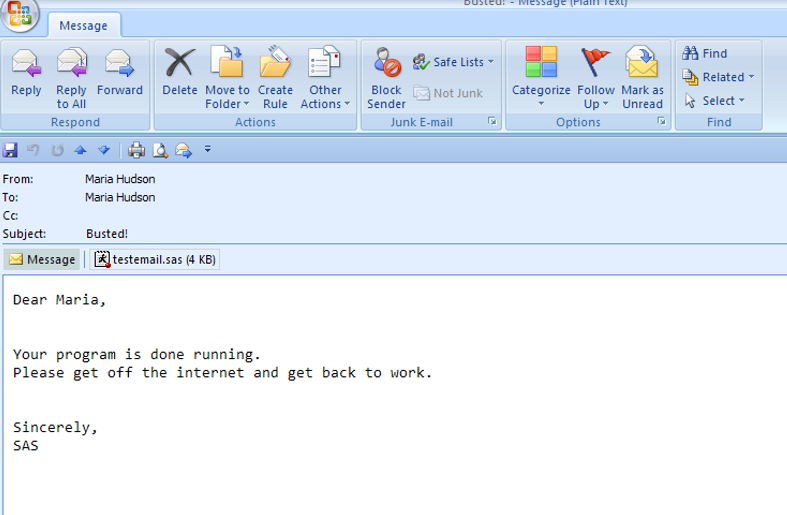 Busted! - Message (Plain Text)
Message
Reply
Reply to All
Forward
Delete
Move to Folder
Create Rule
Other Actions
Block Sender
Safe Lists
Not Junk
Categorize
Follow Up
Mark as Unread
Find
Related
Select
Respond
Actions
Junk E-mail
Options
Find
From: Maria Hudson
To: Maria Hudson
Cc:
Subject: Busted!
Message testemail.sas (4 KB)
Dear Maria,
Your program is done running.
Please get off the internet and get back to work.
Sincerely,
SAS